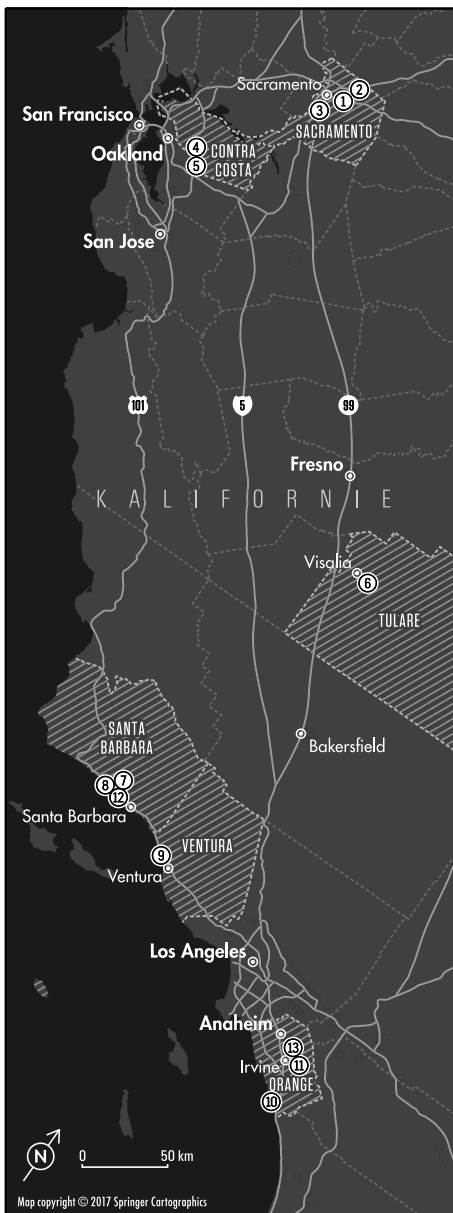 Sacramento
2
1
3
SACRAMENTO
San Francisco
Oakland
4
CONTRA
COSTA
5
San Jose
101
5
99
Fresno
KALIFORNIE
Visalia
6
TULARE
SANTA
BARBARA
Bakersfield
8
7
12
Santa Barbara
9
VENTURA
Ventura
Los Angeles
Anaheim
13
Irvine
11
ORANGE
10
N
0
50 km
Map copyright © 2017 Springer Cartographics